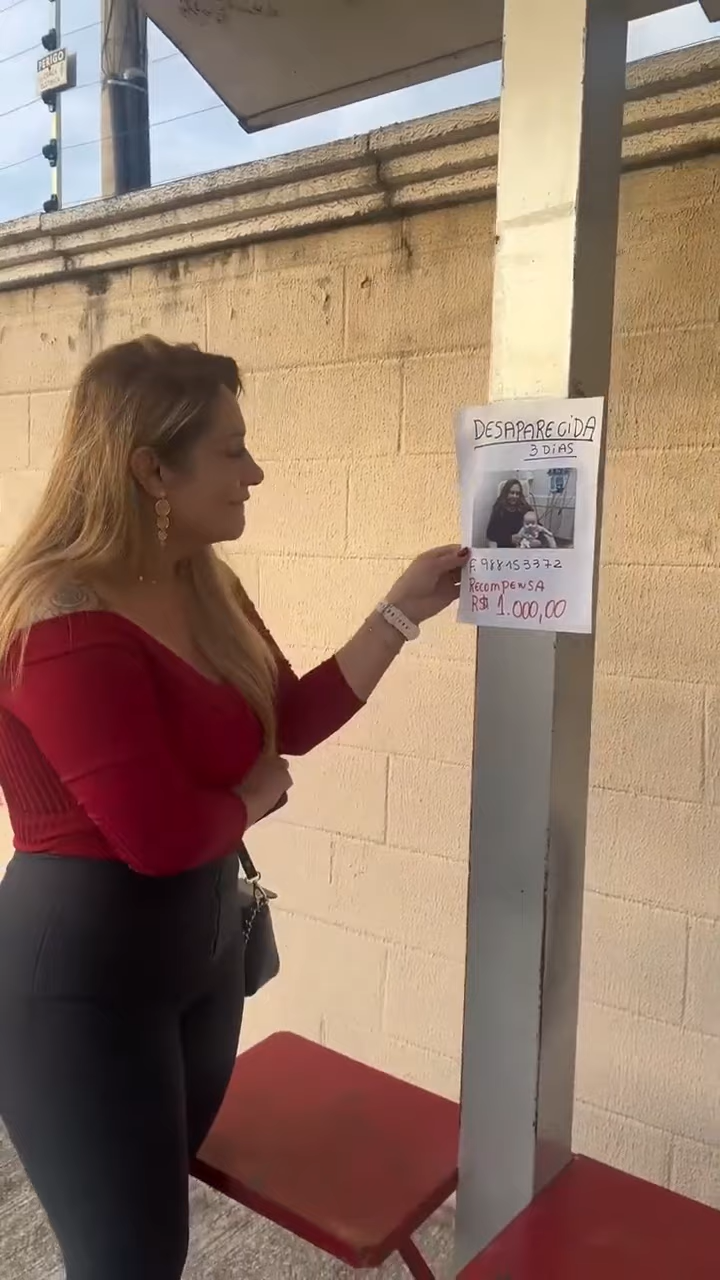 PERIGO
DESAPARECIDA
3 DIAS
F. 988153372
RECOMPENSA
R$ 1.000,00